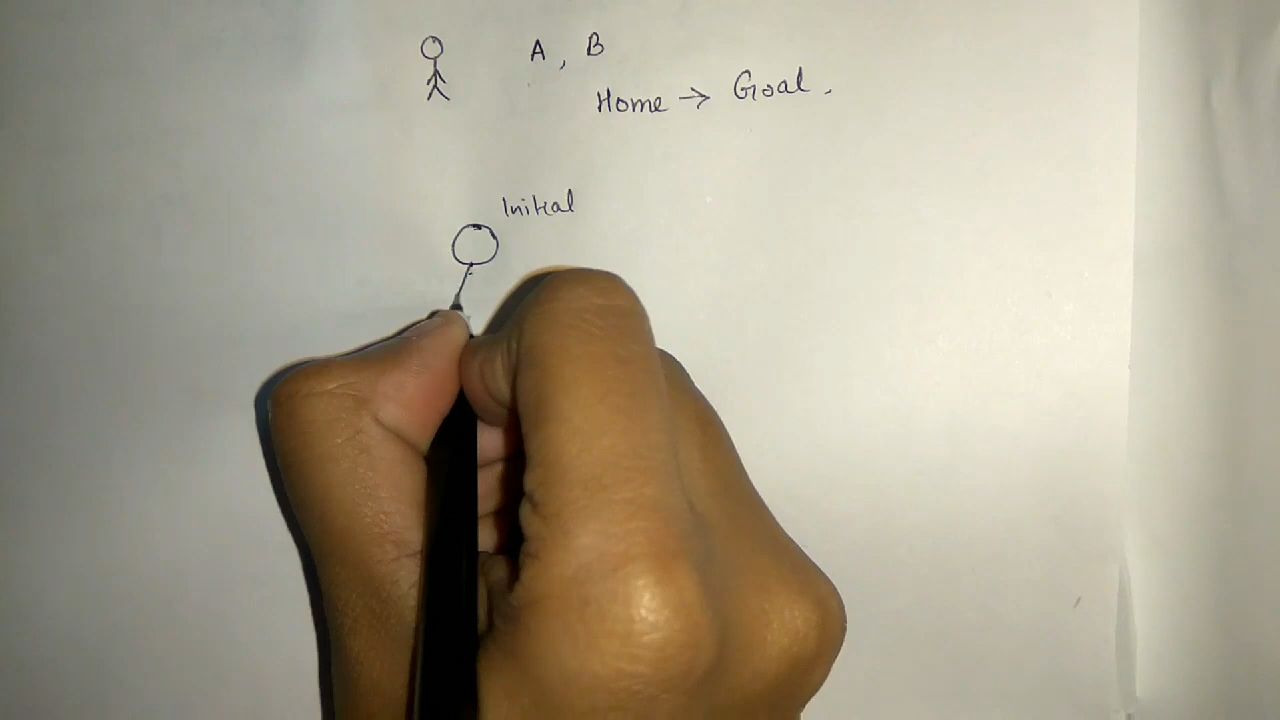 A, B
Home → Goal.
Initial